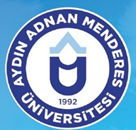 AYDIN ADNAN MENDERES
ÜNİVERSİTESİ
1992